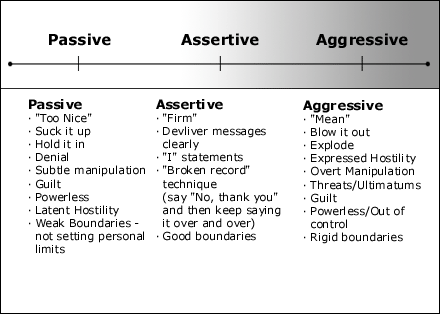 Passive Assertive Aggressive
Passive
· "Too Nice"
· Suck it up
· Hold it in
· Denial
· Subtle manipulation
· Guilt
· Powerless
· Latent Hostility
· Weak Boundaries -
not setting personal
limits
Assertive
· "Firm"
· Devliver messages
clearly
· "I" statements
· "Broken record"
technique
(say "No, thank you"
and then keep saying
it over and over)
· Good boundaries
Aggressive
· "Mean"
· Blow it out
· Explode
· Expressed Hostility
· Overt Manipulation
· Threats/Ultimatums
· Guilt
· Powerless/Out of
control
· Rigid boundaries